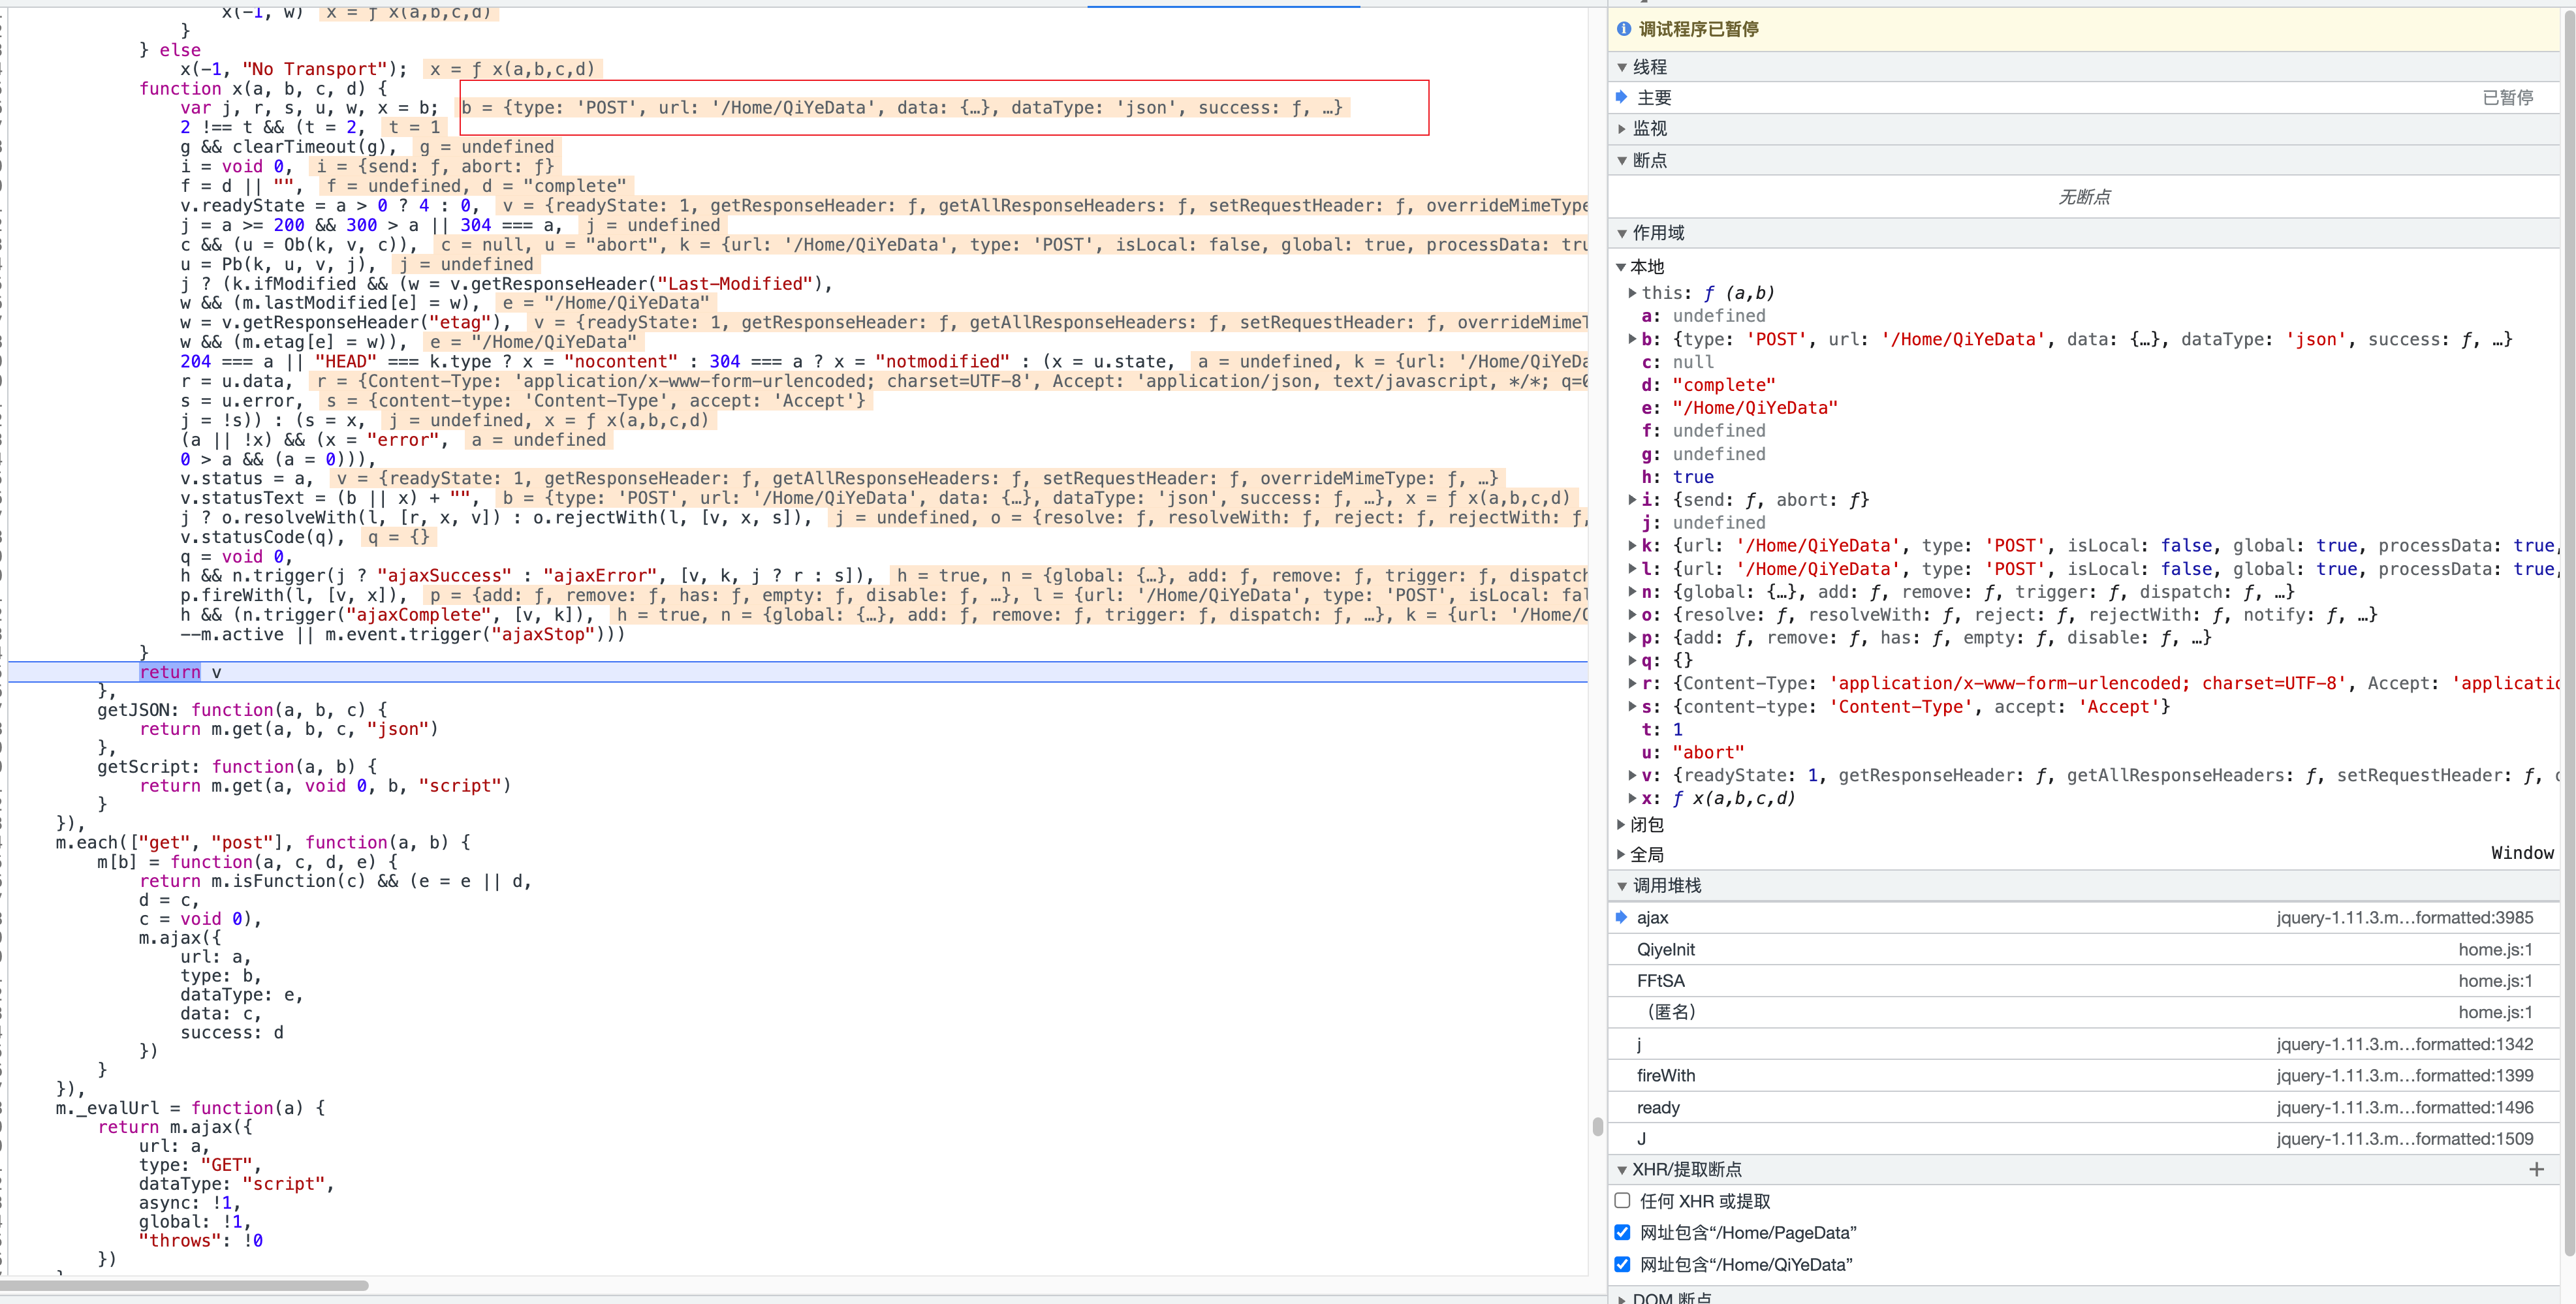 x(-1, w)  x = ƒ x(a,b,c,d)
}
} else
x(-1, "No Transport");  x = ƒ x(a,b,c,d)
function x(a, b, c, d) {
var j, r, s, u, w, x = b;  b = {type: 'POST', url: '/Home/QiYeData', data: {…}, dataType: 'json', success: ƒ, …}
2 !== t && (t = 2,  t = 1
g && clearTimeout(g),  g = undefined
i = void 0,  i = {send: ƒ, abort: ƒ}
f = d || "",  f = undefined, d = "complete"
v.readyState = a > 0 ? 4 : 0,  v = {readyState: 1, getResponseHeader: ƒ, getAllResponseHeaders: ƒ, setRequestHeader: ƒ, overrideMimeType
j = a >= 200 && 300 > a || 304 === a,  j = undefined
c && (u = Ob(k, v, c)),  c = null, u = "abort", k = {url: '/Home/QiYeData', type: 'POST', isLocal: false, global: true, processData: tru
u = Pb(k, u, v, j),  j = undefined
j ? (k.ifModified && (w = v.getResponseHeader("Last-Modified"),
w && (m.lastModified[e] = w),  e = "/Home/QiYeData"
w = v.getResponseHeader("etag"),  v = {readyState: 1, getResponseHeader: ƒ, getAllResponseHeaders: ƒ, setRequestHeader: ƒ, overrideMimeT
w && (m.etag[e] = w)),  e = "/Home/QiYeData"
204 === a || "HEAD" === k.type ? x = "nocontent" : 304 === a ? x = "notmodified" : (x = u.state,  a = undefined, k = {url: '/Home/QiYeDa
r = u.data,  r = {Content-Type: 'application/x-www-form-urlencoded; charset=UTF-8', Accept: 'application/json, text/javascript, */*; q=0
s = u.error,  s = {content-type: 'Content-Type', accept: 'Accept'}
j = !s)) : (s = x,  j = undefined, x = ƒ x(a,b,c,d)
(a || !x) && (x = "error",  a = undefined
0 > a && (a = 0))),
v.status = a,  v = {readyState: 1, getResponseHeader: ƒ, getAllResponseHeaders: ƒ, setRequestHeader: ƒ, overrideMimeType: ƒ, …}
v.statusText = (b || x) + "",  b = {type: 'POST', url: '/Home/QiYeData', data: {…}, dataType: 'json', success: ƒ, …}, x = ƒ x(a,b,c,d)
j ? o.resolveWith(l, [r, x, v]) : o.rejectWith(l, [v, x, s]),  j = undefined, o = {resolve: ƒ, resolveWith: ƒ, reject: ƒ, rejectWith: ƒ,
v.statusCode(q),  q = {}
q = void 0,
h && n.trigger(j ? "ajaxSuccess" : "ajaxError", [v, k, j ? r : s]),  h = true, n = {global: {…}, add: ƒ, remove: ƒ, trigger: ƒ, dispatch
p.fireWith(l, [v, x]),  p = {add: ƒ, remove: ƒ, has: ƒ, empty: ƒ, disable: ƒ, …}, l = {url: '/Home/QiYeData', type: 'POST', isLocal: fal
h && (n.trigger("ajaxComplete", [v, k]),  h = true, n = {global: {…}, add: ƒ, remove: ƒ, trigger: ƒ, dispatch: ƒ, …}, k = {url: '/Home/Q
--m.active || m.event.trigger("ajaxStop")))
}
return v
},
getJSON: function(a, b, c) {
return m.get(a, b, c, "json")
},
getScript: function(a, b) {
return m.get(a, void 0, b, "script")
}
}),
m.each(["get", "post"], function(a, b) {
m[b] = function(a, c, d, e) {
return m.isFunction(c) && (e = e || d,
d = c,
c = void 0),
m.ajax({
url: a,
type: b,
dataType: e,
data: c,
success: d
})
}
}),
m._evalUrl = function(a) {
return m.ajax({
url: a,
type: "GET",
dataType: "script",
async: !1,
global: !1,
"throws": !0
})
调试程序已暂停
线程
主要 已暂停
监视
断点
无断点
作用域
本地
this: ƒ (a,b)
a: undefined
b: {type: 'POST', url: '/Home/QiYeData', data: {…}, dataType: 'json', success: ƒ, …}
c: null
d: "complete"
e: "/Home/QiYeData"
f: undefined
g: undefined
h: true
i: {send: ƒ, abort: ƒ}
j: undefined
k: {url: '/Home/QiYeData', type: 'POST', isLocal: false, global: true, processData: true,
l: {url: '/Home/QiYeData', type: 'POST', isLocal: false, global: true, processData: true,
n: {global: {…}, add: ƒ, remove: ƒ, trigger: ƒ, dispatch: ƒ, …}
o: {resolve: ƒ, resolveWith: ƒ, reject: ƒ, rejectWith: ƒ, notify: ƒ, …}
p: {add: ƒ, remove: ƒ, has: ƒ, empty: ƒ, disable: ƒ, …}
q: {}
r: {Content-Type: 'application/x-www-form-urlencoded; charset=UTF-8', Accept: 'applicatio
s: {content-type: 'Content-Type', accept: 'Accept'}
t: 1
u: "abort"
v: {readyState: 1, getResponseHeader: ƒ, getAllResponseHeaders: ƒ, setRequestHeader: ƒ, o
x: ƒ x(a,b,c,d)
闭包
全局 Window
调用堆栈
ajax jquery-1.11.3.m…formatted:3985
QiyeInit home.js:1
FFtSA home.js:1
（匿名） home.js:1
j jquery-1.11.3.m…formatted:1342
fireWith jquery-1.11.3.m…formatted:1399
ready jquery-1.11.3.m…formatted:1496
J jquery-1.11.3.m…formatted:1509
XHR/提取断点
任何 XHR 或提取
网址包含“/Home/PageData”
网址包含“/Home/QiYeData”
DOM 断点